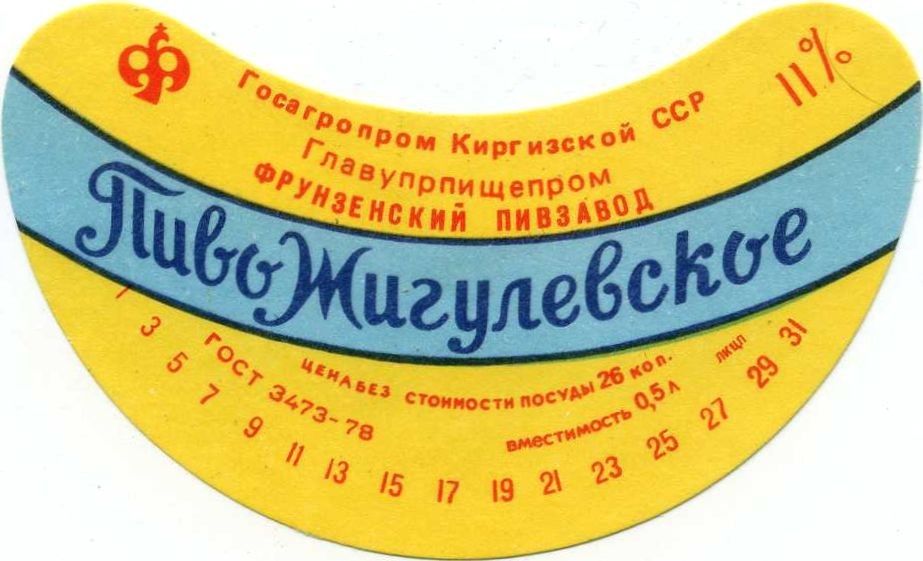 11%
Госагропром Киргизской ССР
Главупрпищепром
ФРУНЗЕНСКИЙ ПИВЗАВОД
Пиво Жигулевское
ЦЕНА БЕЗ СТОИМОСТИ ПОСУДЫ 26 коп.
ГОСТ 3473-78
вместимость 0,5 л
1 3 5 7 9 11 13 15 17 19 21 23 25 27 29 31